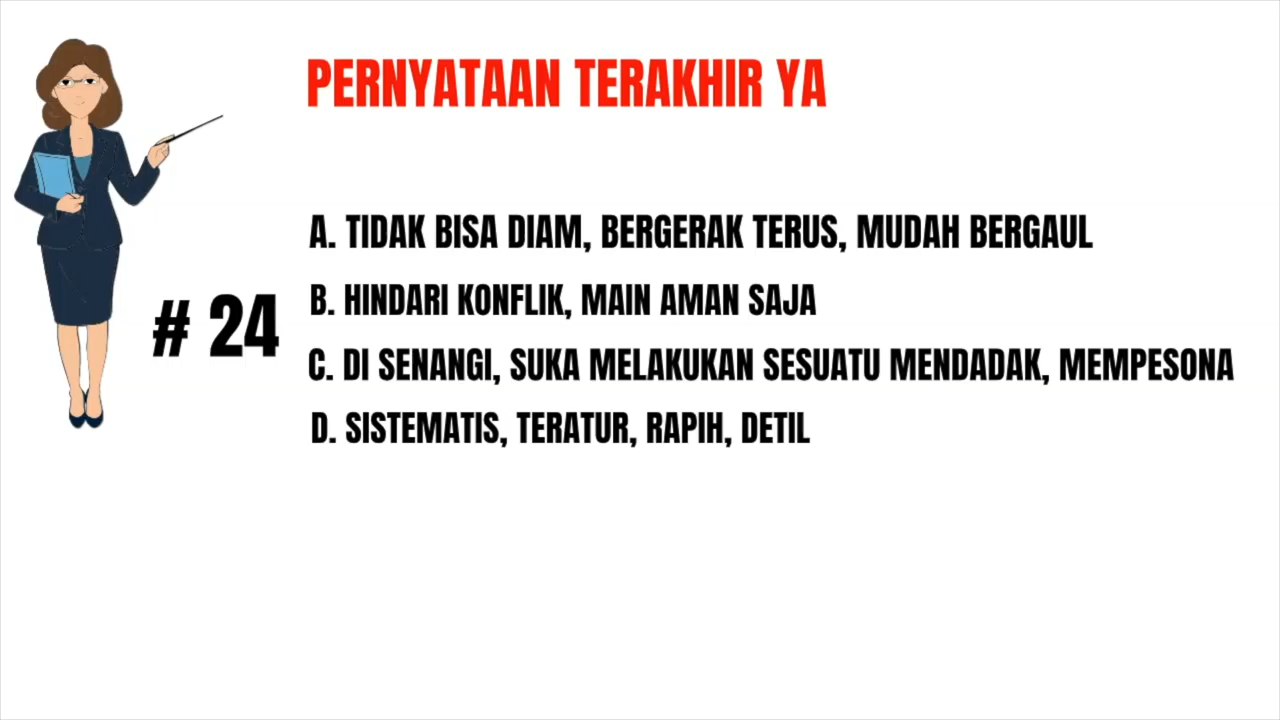 PERNYATAAN TERAKHIR YA
# 24
A. TIDAK BISA DIAM, BERGERAK TERUS, MUDAH BERGAUL
B. HINDARI KONFLIK, MAIN AMAN SAJA
C. DI SENANGI, SUKA MELAKUKAN SESUATU MENDADAK, MEMPESONA
D. SISTEMATIS, TERATUR, RAPIH, DETIL